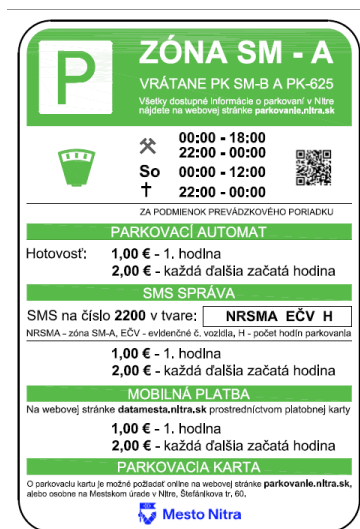 P
ZÓNA SM - A
VRÁTANE PK SM-B A PK-625
Všetky dostupné informácie o parkovaní v Nitre
nájdete na webovej stránke parkovanie.nitra.sk
00:00 - 18:00
22:00 - 00:00
So 00:00 - 12:00
22:00 - 00:00
ZA PODMIENOK PREVÁDZKOVÉHO PORIADKU
PARKOVACÍ AUTOMAT
Hotovosť: 1,00 € - 1. hodina
2,00 € - každá ďalšia začatá hodina
SMS SPRÁVA
SMS na číslo 2200 v tvare: NRSMA EČV H
NRSMA - zóna SM-A, EČV - evidenčné č. vozidla, H - počet hodín parkovania
1,00 € - 1. hodina
2,00 € - každá ďalšia začatá hodina
MOBILNÁ PLATBA
Na webovej stránke datamesta.nitra.sk prostredníctvom platobnej karty
1,00 € - 1. hodina
2,00 € - každá ďalšia začatá hodina
PARKOVACIA KARTA
O parkovaciu kartu je možné požiadať online na webovej stránke parkovanie.nitra.sk,
alebo osobne na Mestskom úrade v Nitre, Štefánikova tr. 60.
Mesto Nitra